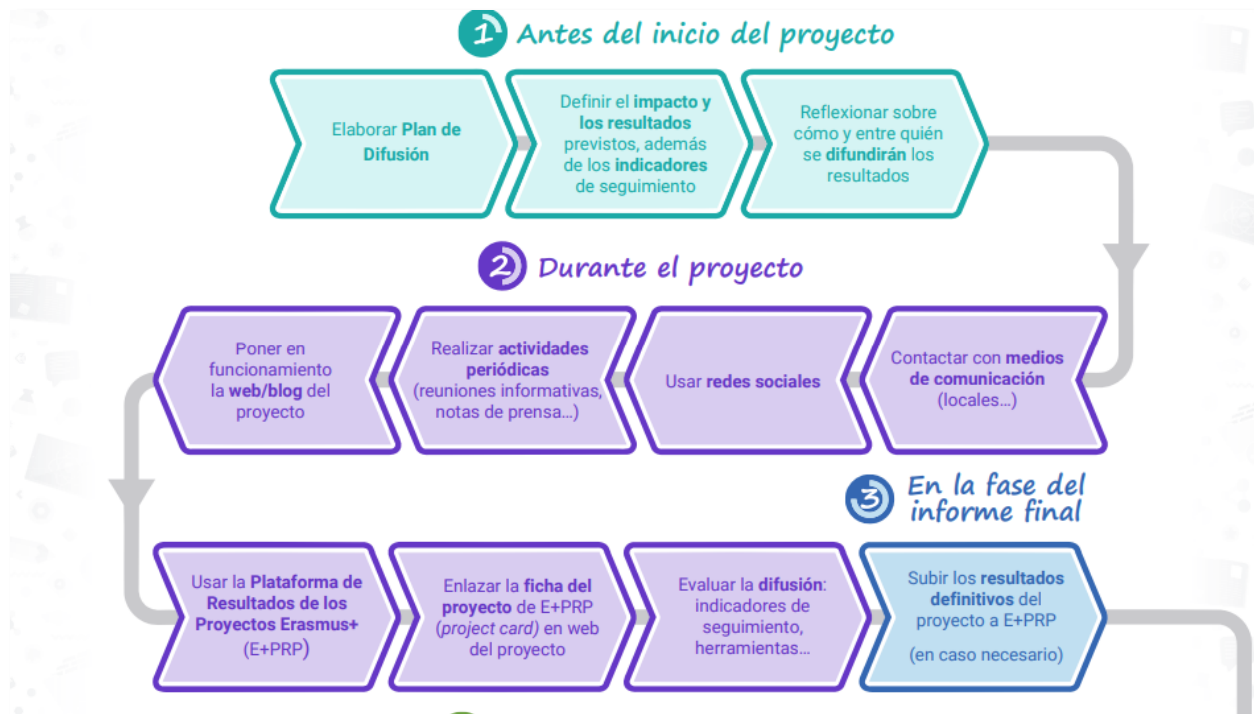 1 Antes del inicio del proyecto
Elaborar Plan de
Difusión
Definir el impacto y
los resultados
previstos, además
de los indicadores
de seguimiento
Reflexionar sobre
cómo y entre quién
se difundirán los
resultados
2 Durante el proyecto
Contactar con medios
de comunicación
(locales…)
Usar redes sociales
Realizar actividades
periódicas
(reuniones informativas,
notas de prensa…)
Poner en
funcionamiento
la web/blog del
proyecto
Usar la Plataforma de
Resultados de los
Proyectos Erasmus+
(E+PRP)
Enlazar la ficha del
proyecto de E+PRP
(project card) en web
del proyecto
Evaluar la difusión:
indicadores de
seguimiento,
herramientas…
3 En la fase del
informe final
Subir los resultados
definitivos del
proyecto a E+PRP
(en caso necesario)